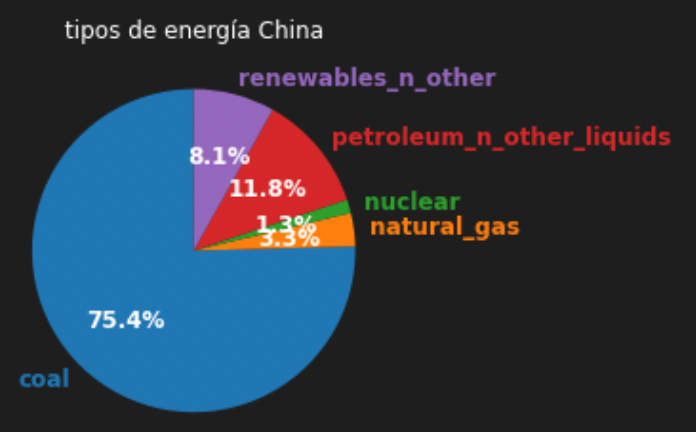 tipos de energía China
renewables_n_other
8.1%
petroleum_n_other_liquids
11.8%
nuclear
1.3%
natural_gas
3.3%
75.4%
coal